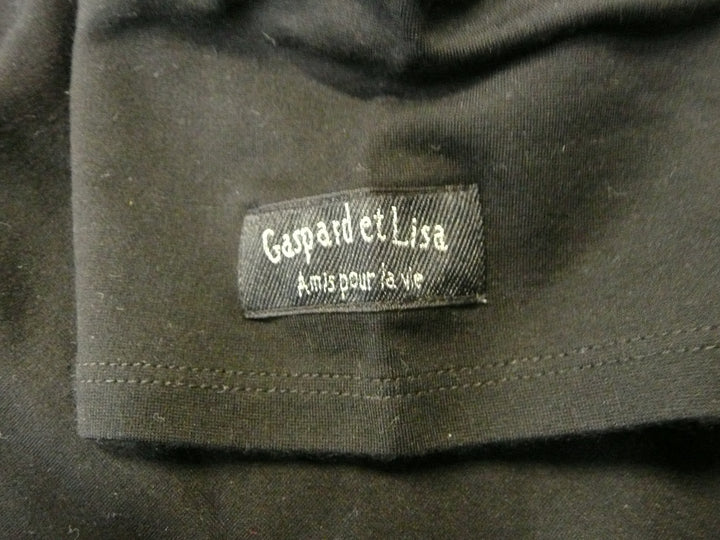 Gaspard et Lisa
Amis pour la vie